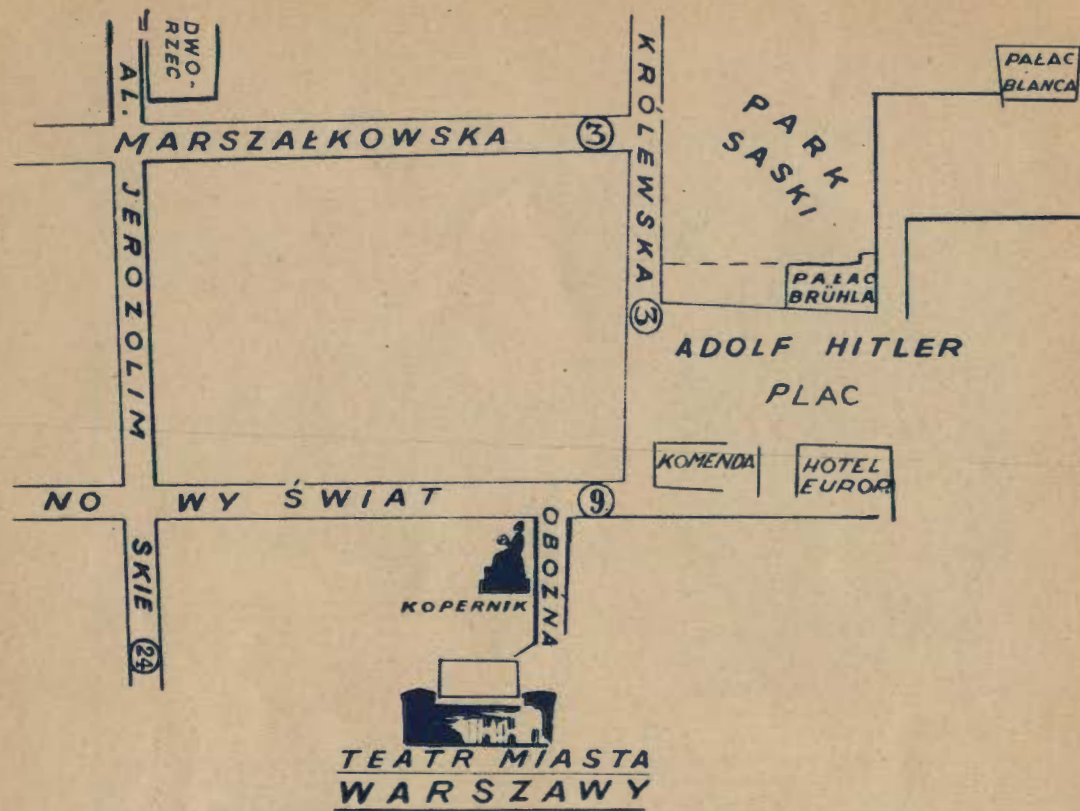 DWO-
RZEC
AL. JEROZOLIM SKIE
MARSZAŁKOWSKA
3
KRÓLEWSKA
3
PARK
SASKI
PAŁAC
BLANCA
PAŁAC
BRÜHLA
ADOLF HITLER
PLAC
KOMENDA
HOTEL
EUROP.
NO WY ŚWIAT
9.
OBOŹNA
KOPERNIK
24
TEATR MIASTA
WARSZAWY